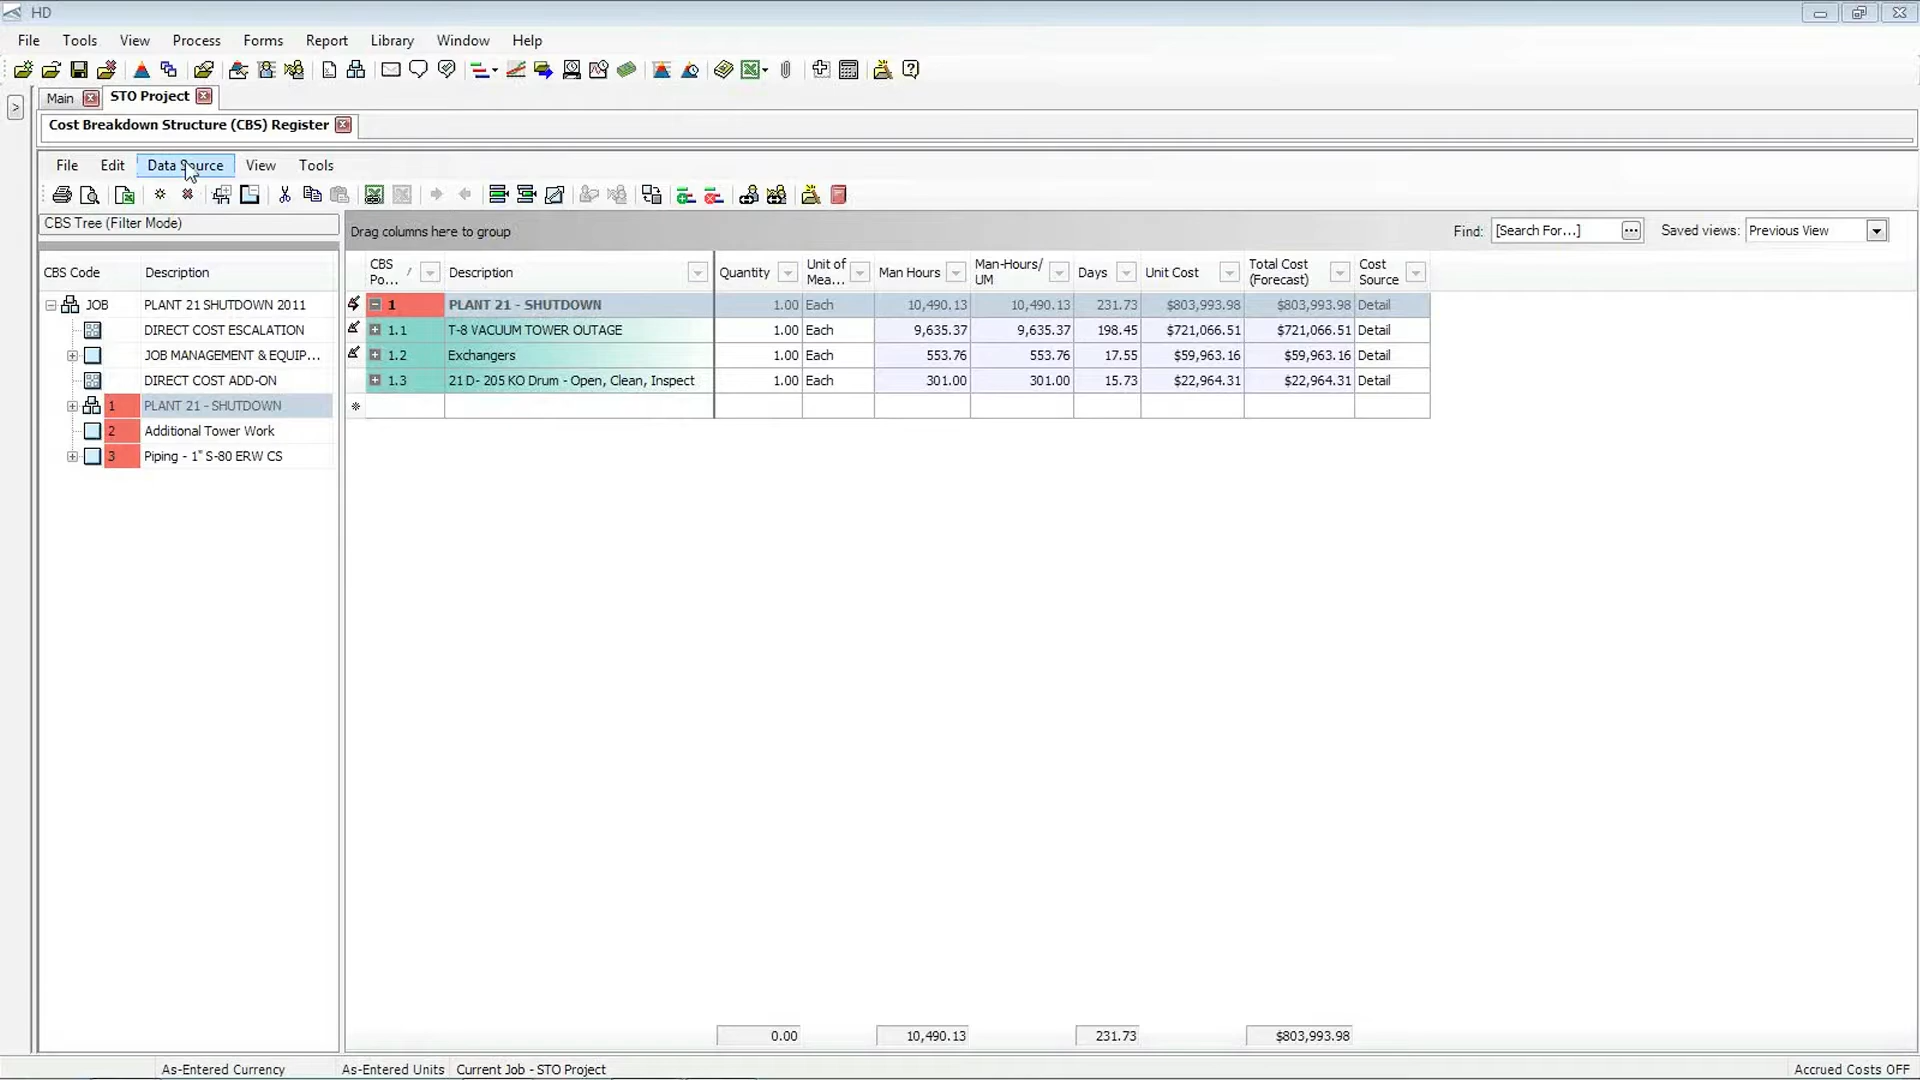 HD
File Tools View Process Forms Report Library Window Help
Main STO Project
Cost Breakdown Structure (CBS) Register
File Edit Data Source View Tools
CBS Tree (Filter Mode)
Drag columns here to group
Find: [Search For...] Saved views: Previous View
CBS Code Description
CBS Po... Description Quantity Unit of Mea... Man Hours Man-Hours/ UM Days Unit Cost Total Cost (Forecast) Cost Source
JOB PLANT 21 SHUTDOWN 2011
DIRECT COST ESCALATION
JOB MANAGEMENT & EQUIP...
DIRECT COST ADD-ON
1 PLANT 21 - SHUTDOWN
2 Additional Tower Work
3 Piping - 1" S-80 ERW CS
1 PLANT 21 - SHUTDOWN 1.00 Each 10,490.13 10,490.13 231.73 $803,993.98 $803,993.98 Detail
1.1 T-8 VACUUM TOWER OUTAGE 1.00 Each 9,635.37 9,635.37 198.45 $721,066.51 $721,066.51 Detail
1.2 Exchangers 1.00 Each 553.76 553.76 17.55 $59,963.16 $59,963.16 Detail
1.3 21 D- 205 KO Drum - Open, Clean, Inspect 1.00 Each 301.00 301.00 15.73 $22,964.31 $22,964.31 Detail
0.00 10,490.13 231.73 $803,993.98
As-Entered Currency As-Entered Units Current Job - STO Project Accrued Costs OFF